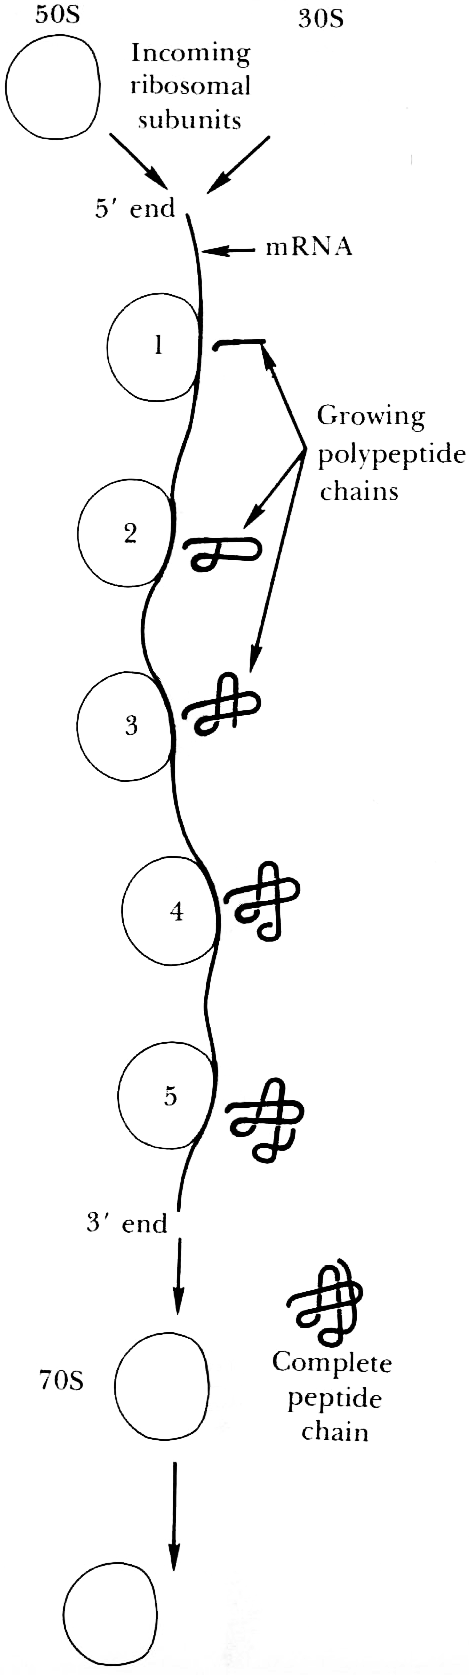 50S
30S
Incoming
ribosomal
subunits
5′ end
mRNA
1
Growing
polypeptide
chains
2
3
4
5
3′ end
Complete
peptide
chain
70S